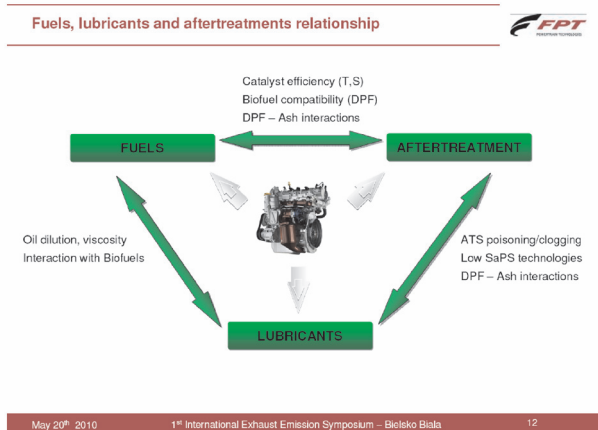 Fuels, lubricants and aftertreatments relationship
FPT
POWERTRAIN TECHNOLOGIES
Catalyst efficiency (T,S)
Biofuel compatibility (DPF)
DPF – Ash interactions
FUELS
AFTERTREATMENT
Oil dilution, viscosity
Interaction with Biofuels
ATS poisoning/clogging
Low SaPS technologies
DPF – Ash interactions
LUBRICANTS
May 20th 2010
1st International Exhaust Emission Symposium – Bielsko Biala
12